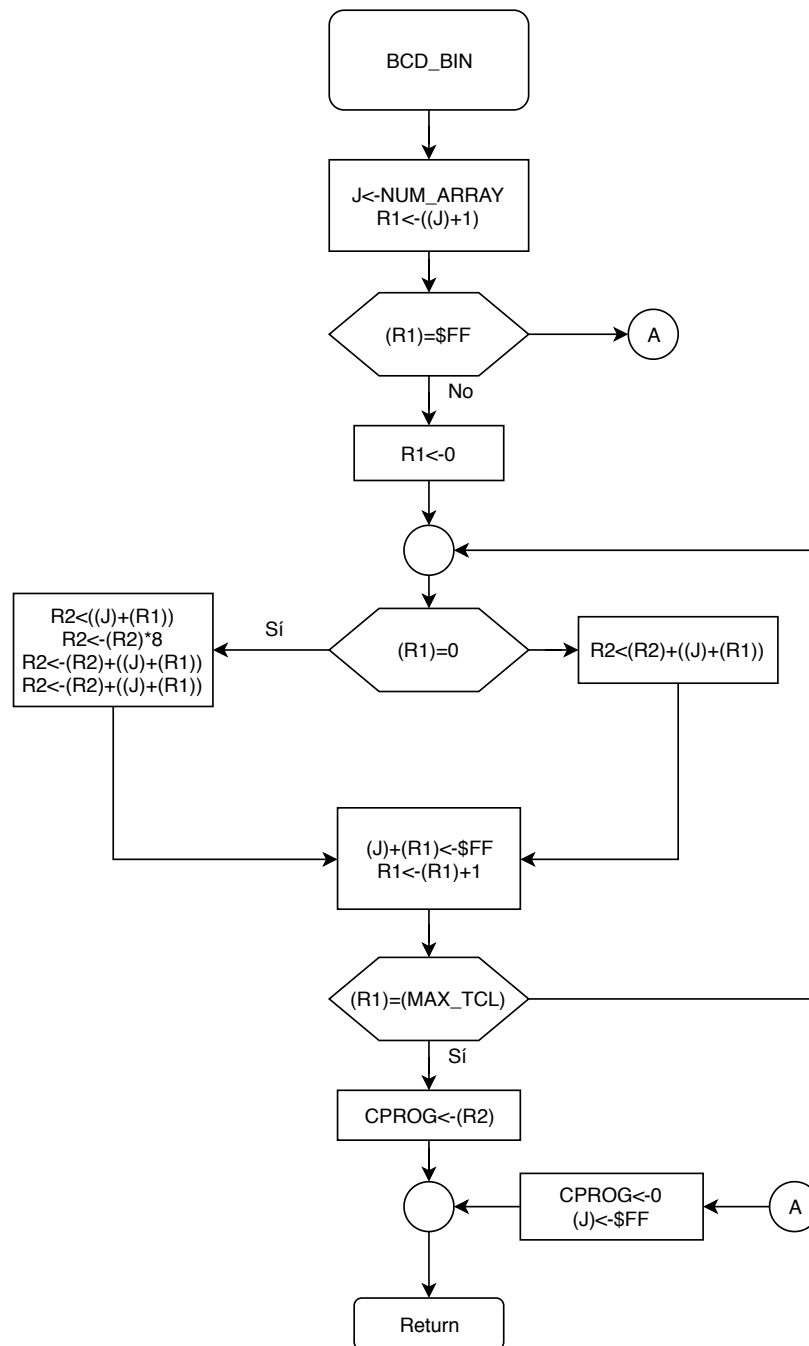 BCD_BIN
J<-NUM_ARRAY
R1<-((J)+1)
(R1)=$FF
A
No
R1<-0
R2<((J)+(R1))
R2<-(R2)*8
R2<-(R2)+((J)+(R1))
R2<-(R2)+((J)+(R1))
Sí
(R1)=0
R2<(R2)+((J)+(R1))
(J)+(R1)<-$FF
R1<-(R1)+1
(R1)=(MAX_TCL)
Sí
CPROG<-(R2)
CPROG<-0
(J)<-$FF
A
Return